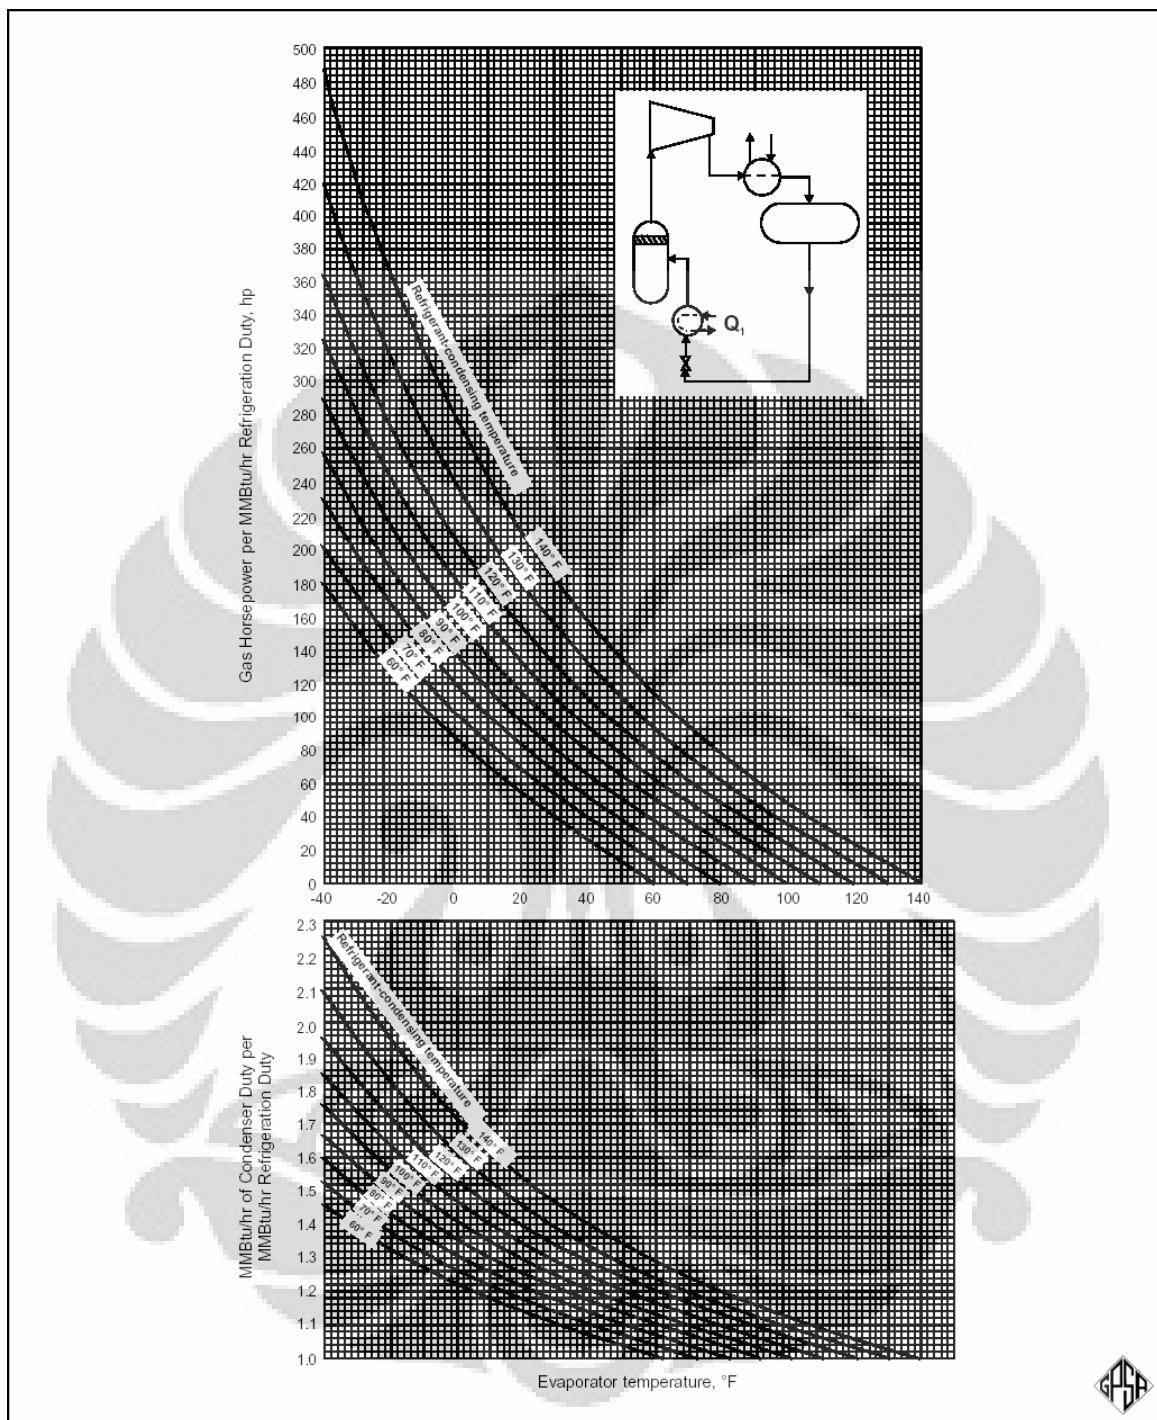 500
480
460
440
420
400
380
360
340
320
300
280
260
240
220
200
180
160
140
120
100
80
60
40
20
0
Gas Horsepower per MMBtu/hr Refrigeration Duty, hp
Refrigerant-condensing temperature
140° F
130° F
120° F
110° F
100° F
90° F
80° F
70° F
60° F
Q1
-40 -20 0 20 40 60 80 100 120 140
2.3
2.2
2.1
2.0
1.9
1.8
1.7
1.6
1.5
1.4
1.3
1.2
1.1
1.0
MMBtu/hr of Condenser Duty per
MMBtu/hr Refrigeration Duty
Refrigerant-condensing temperature
140° F
130° F
120° F
110° F
100° F
90° F
80° F
70° F
60° F
Evaporator temperature, °F
GPSA